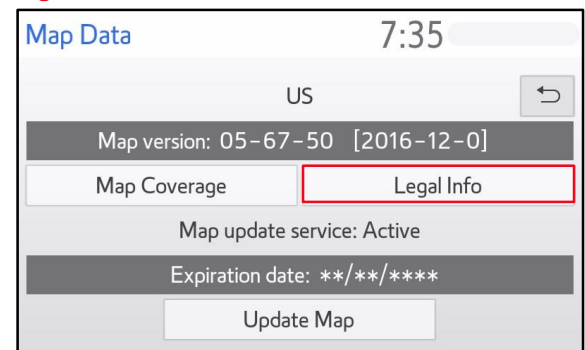 Map Data 7:35
US
Map version: 05-67-50 [2016-12-0]
Map Coverage Legal Info
Map update service: Active
Expiration date: **/**/****
Update Map